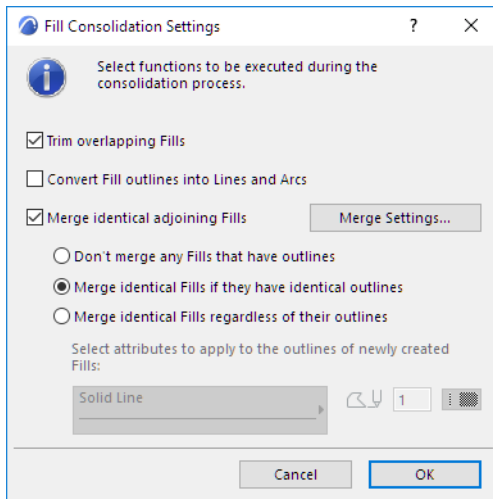 Fill Consolidation Settings
?
Select functions to be executed during the
consolidation process.
Trim overlapping Fills
Convert Fill outlines into Lines and Arcs
Merge identical adjoining Fills
Merge Settings...
Don't merge any Fills that have outlines
Merge identical Fills if they have identical outlines
Merge identical Fills regardless of their outlines
Select attributes to apply to the outlines of newly created
Fills:
Solid Line
1
Cancel
OK